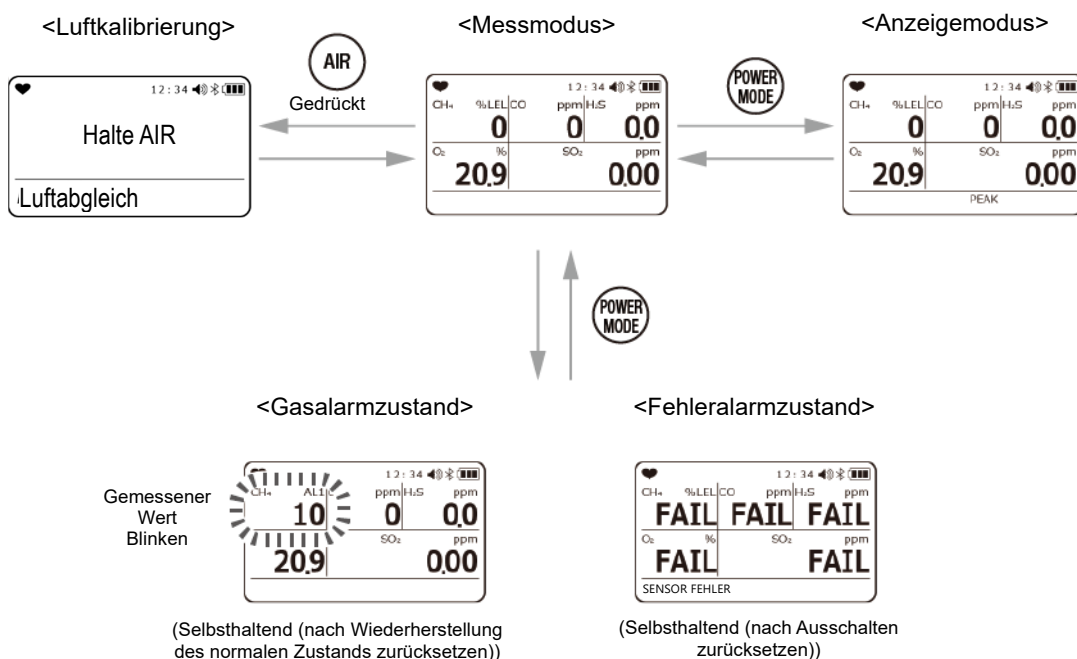 <Luftkalibrierung>
<Messmodus>
<Anzeigemodus>
AIR
Gedrückt
POWER
MODE
12:34
Halte AIR
Luftabgleich
12:34
CH₄ %LEL CO ppm H₂S ppm
0 0 0.0
O₂ % SO₂ ppm
20.9 0.00
12:34
CH₄ %LEL CO ppm H₂S ppm
0 0 0.0
O₂ % SO₂ ppm
20.9 0.00
PEAK
POWER
MODE
<Gasalarmzustand>
<Fehleralarmzustand>
Gemessener
Wert
Blinken
12:34
CH₄ AL1 ppm H₂S ppm
10 0 0.0
SO₂ ppm
20.9 0.00
12:34
CH₄ %LEL CO ppm H₂S ppm
FAIL FAIL FAIL
O₂ % SO₂ ppm
FAIL FAIL
SENSOR FEHLER
(Selbsthaltend (nach Wiederherstellung
des normalen Zustands zurücksetzen))
(Selbsthaltend (nach Ausschalten
zurücksetzen))